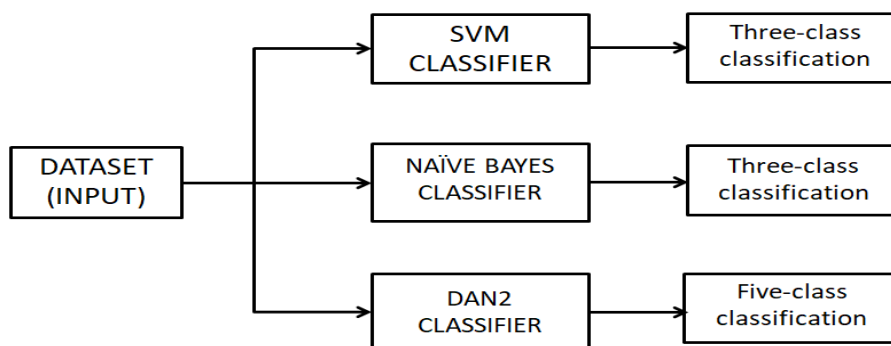 SVM
CLASSIFIER
Three-class
classification
DATASET
(INPUT)
NAÏVE BAYES
CLASSIFIER
Three-class
classification
DAN2
CLASSIFIER
Five-class
classification